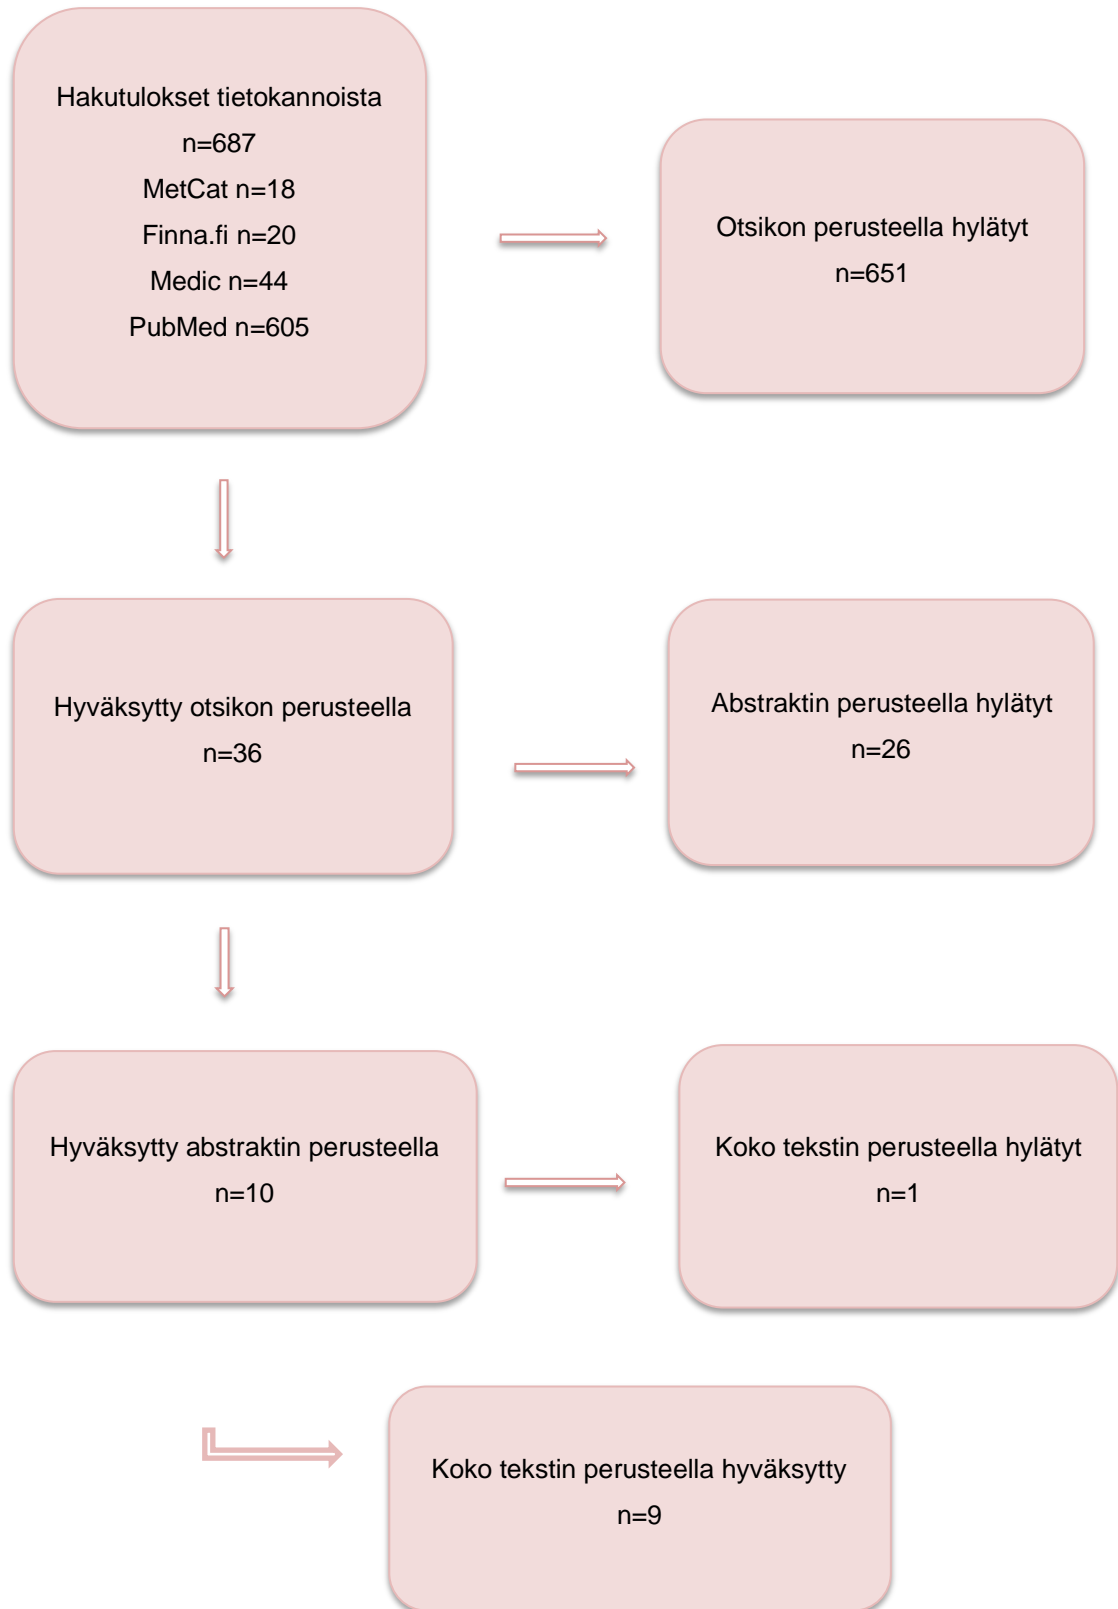 Hakutulokset tietokannoista
n=687
MetCat n=18
Finna.fi n=20
Medic n=44
PubMed n=605
Otsikon perusteella hylätyt
n=651
Hyväksytty otsikon perusteella
n=36
Abstraktin perusteella hylätyt
n=26
Hyväksytty abstraktin perusteella
n=10
Koko tekstin perusteella hylätyt
n=1
Koko tekstin perusteella hyväksytty
n=9